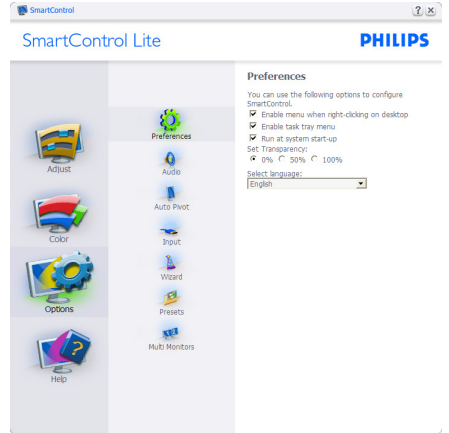 SmartControl
SmartControl Lite
PHILIPS
Adjust
Color
Options
Help
Preferences
Audio
Auto Pivot
Input
Wizard
Presets
Multi Monitors
Preferences
You can use the following options to configure
SmartControl.
Enable menu when right-clicking on desktop
Enable task tray menu
Run at system start-up
Set Transparency:
0% 50% 100%
Select language:
English